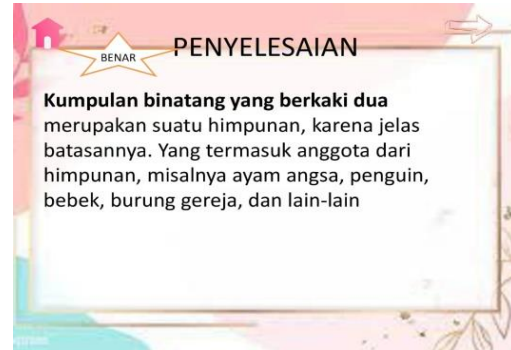 PENYELESAIAN
BENAR
Kumpulan binatang yang berkaki dua
merupakan suatu himpunan, karena jelas
batasannya. Yang termasuk anggota dari
himpunan, misalnya ayam angsa, penguin,
bebek, burung gereja, dan lain-lain